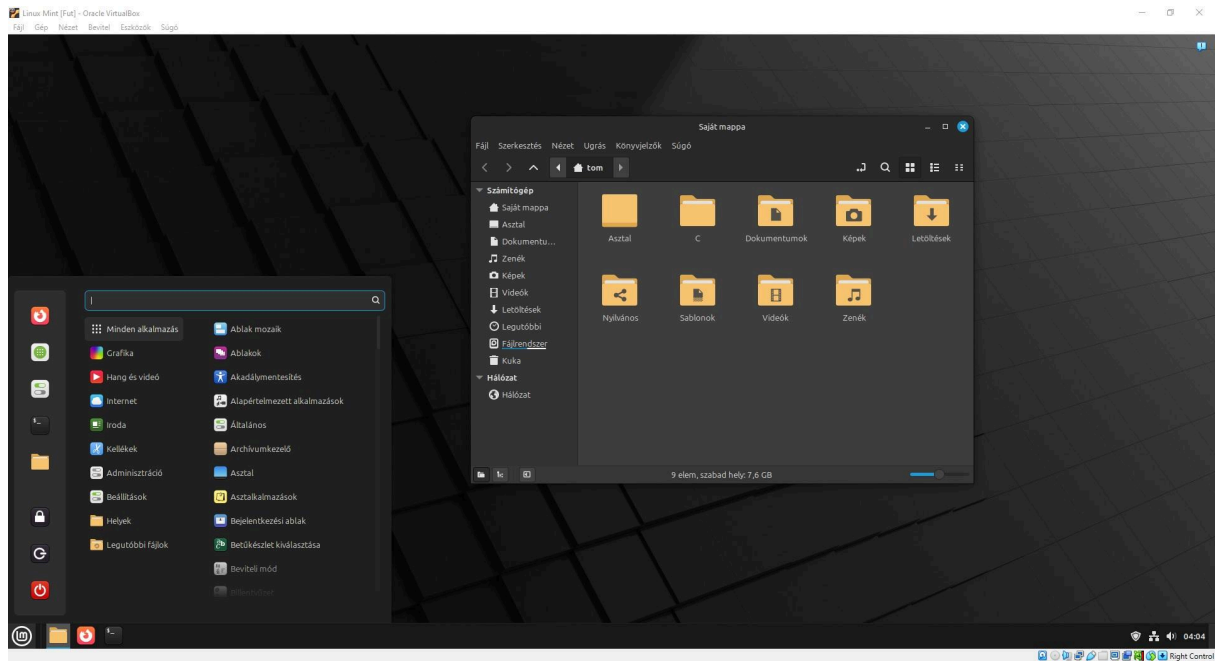 Linux Mint [Fut] - Oracle VirtualBox
Fájl Gép Nézet Bevitel Eszközök Súgó
Saját mappa
Fájl Szerkesztés Nézet Ugrás Könyvjelzők Súgó
tom
Számítógép
Saját mappa
Asztal
Dokumentu...
Zenék
Képek
Videók
Letöltések
Legutóbbi
Fájlrendszer
Kuka
Hálózat
Hálózat
Asztal C Dokumentumok Képek Letöltések
Nyilvános Sablonok Videók Zenék
9 elem, szabad hely: 7,6 GB
Minden alkalmazás
Grafika
Hang és videó
Internet
Iroda
Kellékek
Adminisztráció
Beállítások
Helyek
Legutóbbi fájlok
Ablak mozaik
Ablakok
Akadálymentesítés
Alapértelmezett alkalmazások
Általános
Archívumkezelő
Asztal
Asztalkalmazások
Bejelentkezési ablak
Betűkészlet kiválasztása
Beviteli mód
04:04
Right Control